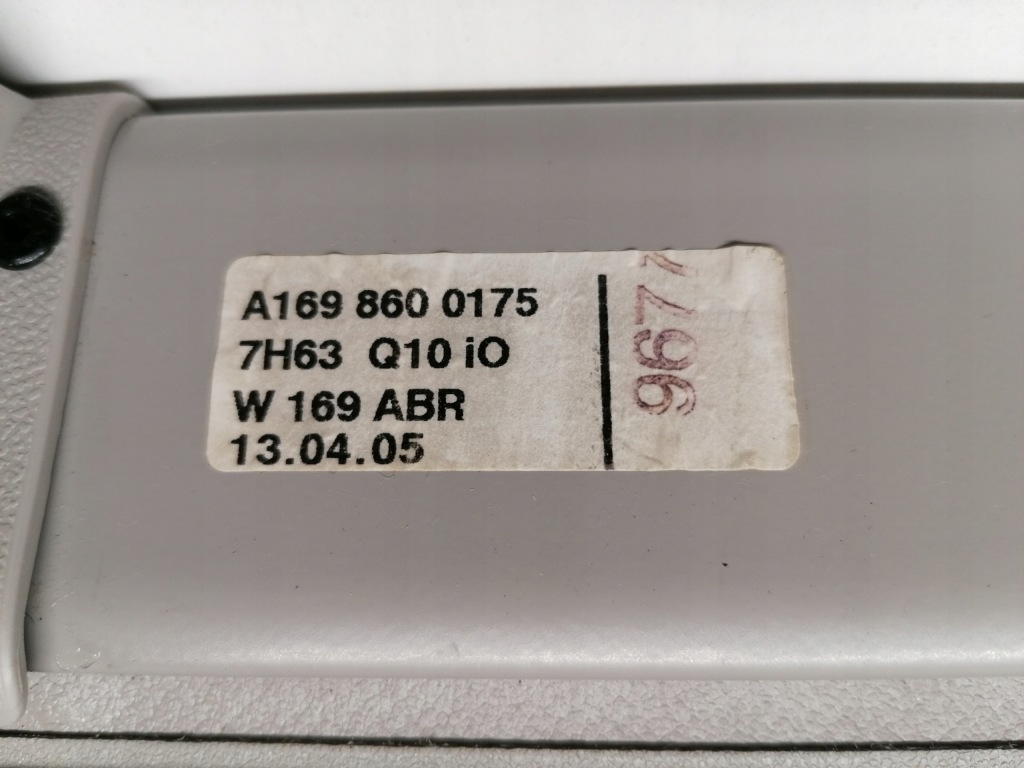 A169 860 0175
7H63 Q10 iO
W 169 ABR
13.04.05
9677